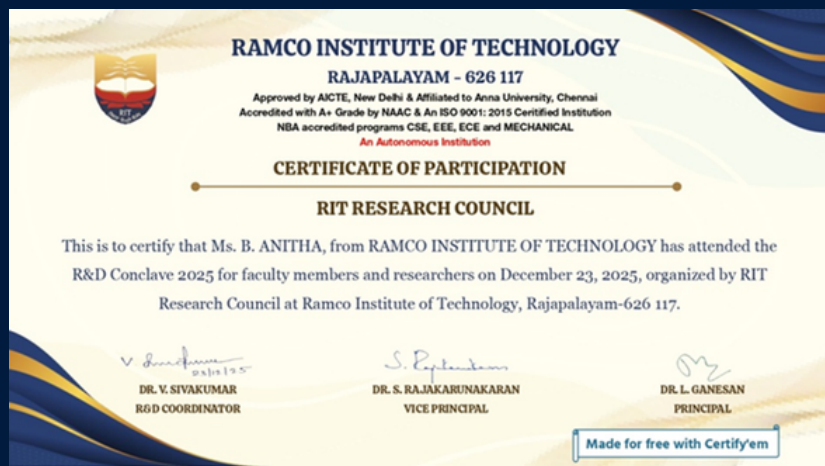 RAMCO INSTITUTE OF TECHNOLOGY
RAJAPALAYAM - 626 117
Approved by AICTE, New Delhi & Affiliated to Anna University, Chennai
Accredited with A+ Grade by NAAC & An ISO 9001: 2015 Ceritified Institution
NBA accredited programs CSE, EEE, ECE and MECHANICAL
An Autonomous Institution
RIT
CERTIFICATE OF PARTICIPATION
RIT RESEARCH COUNCIL
This is to certify that Ms. B. ANITHA, from RAMCO INSTITUTE OF TECHNOLOGY has attended the
R&D Conclave 2025 for faculty members and researchers on December 23, 2025, organized by RIT
Research Council at Ramco Institute of Technology, Rajapalayam-626 117.
23/12/25
DR. V. SIVAKUMAR
R&D COORDINATOR
DR. S. RAJAKARUNAKARAN
VICE PRINCIPAL
DR. L. GANESAN
PRINCIPAL
Made for free with Certify'em